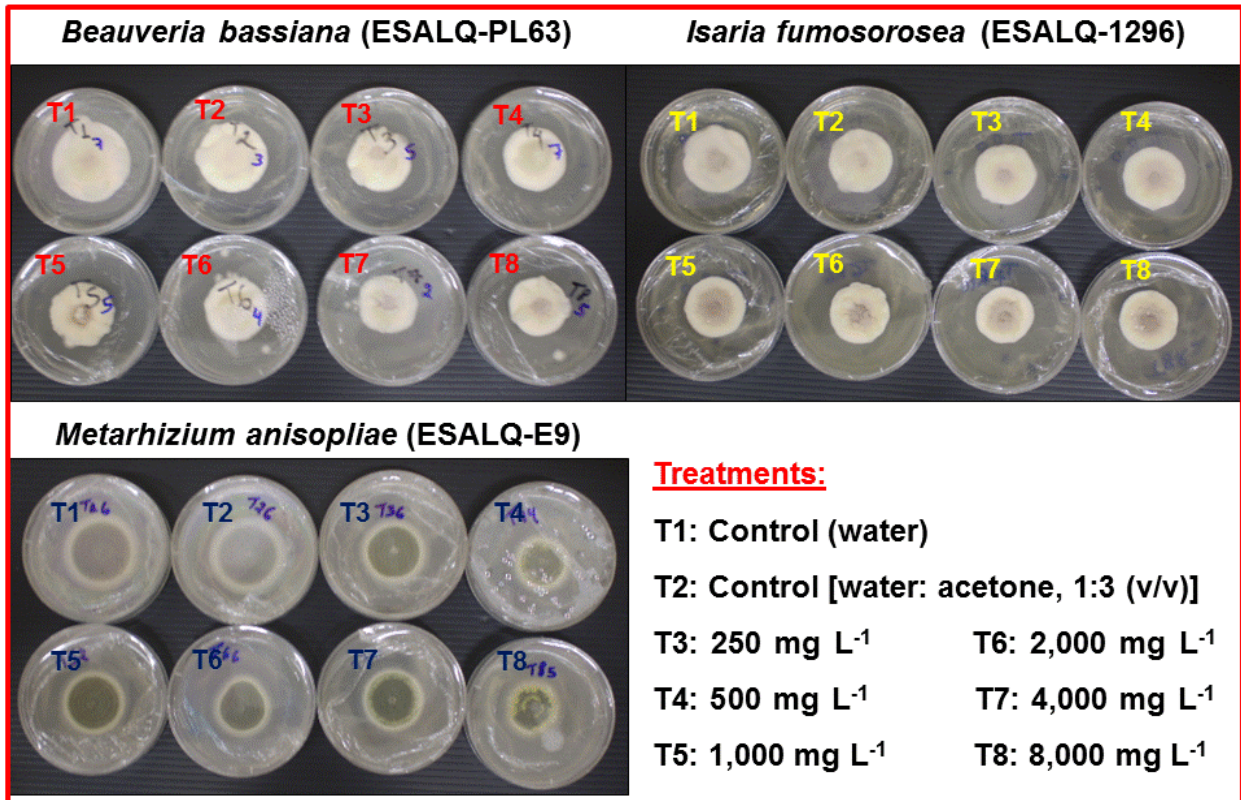 Beauveria bassiana (ESALQ-PL63)
Isaria fumosorosea (ESALQ-1296)
T1 T2 T3 T4
T1 T2 T3 T4
T5 T6 T7 T8
T5 T6 T7 T8
Metarhizium anisopliae (ESALQ-E9)
T1 T2 T3 T4
T5 T6 T7 T8
Treatments:
T1: Control (water)
T2: Control [water: acetone, 1:3 (v/v)]
T3: 250 mg L⁻¹ T6: 2,000 mg L⁻¹
T4: 500 mg L⁻¹ T7: 4,000 mg L⁻¹
T5: 1,000 mg L⁻¹ T8: 8,000 mg L⁻¹